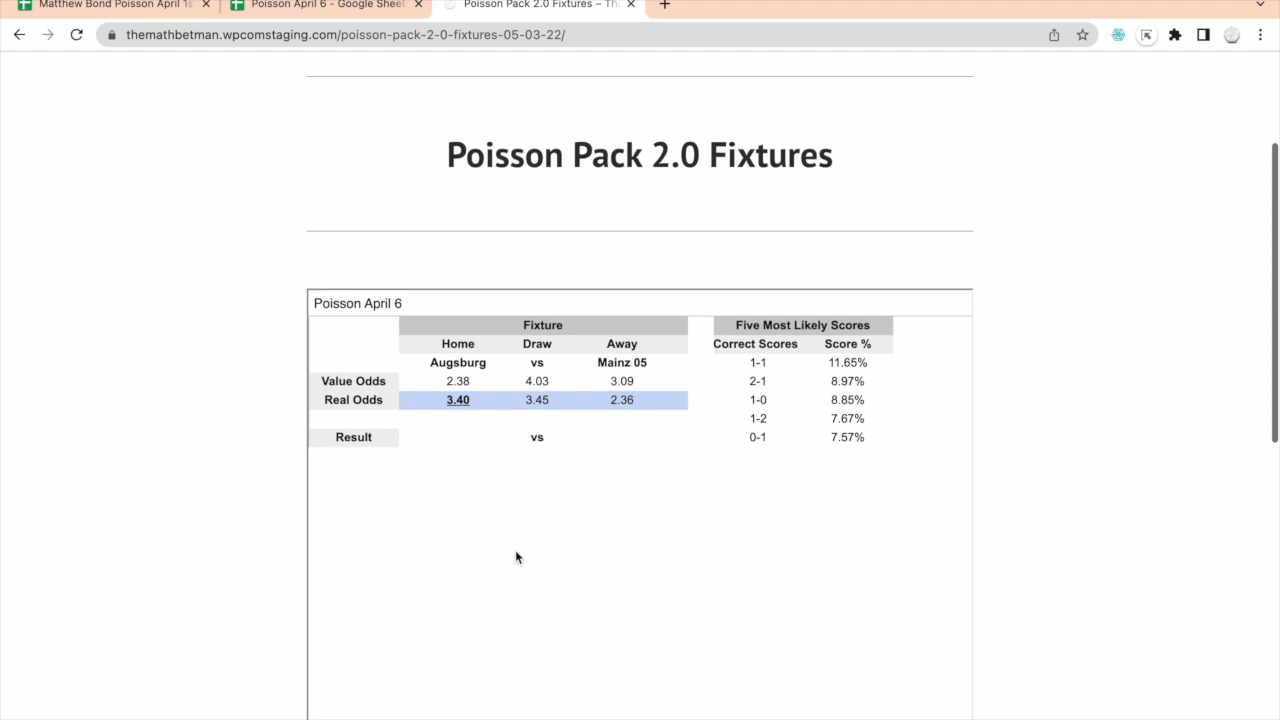 Matthew Bond Poisson April 1s
Poisson April 6 - Google Sheet
Poisson Pack 2.0 Fixtures – Th
themathbetman.wpcomstaging.com/poisson-pack-2-0-fixtures-05-03-22/
Poisson Pack 2.0 Fixtures
Poisson April 6
Fixture Five Most Likely Scores
Home Draw Away Correct Scores Score %
Augsburg vs Mainz 05 1-1 11.65%
Value Odds 2.38 4.03 3.09 2-1 8.97%
Real Odds 3.40 3.45 2.36 1-0 8.85%
1-2 7.67%
Result vs 0-1 7.57%